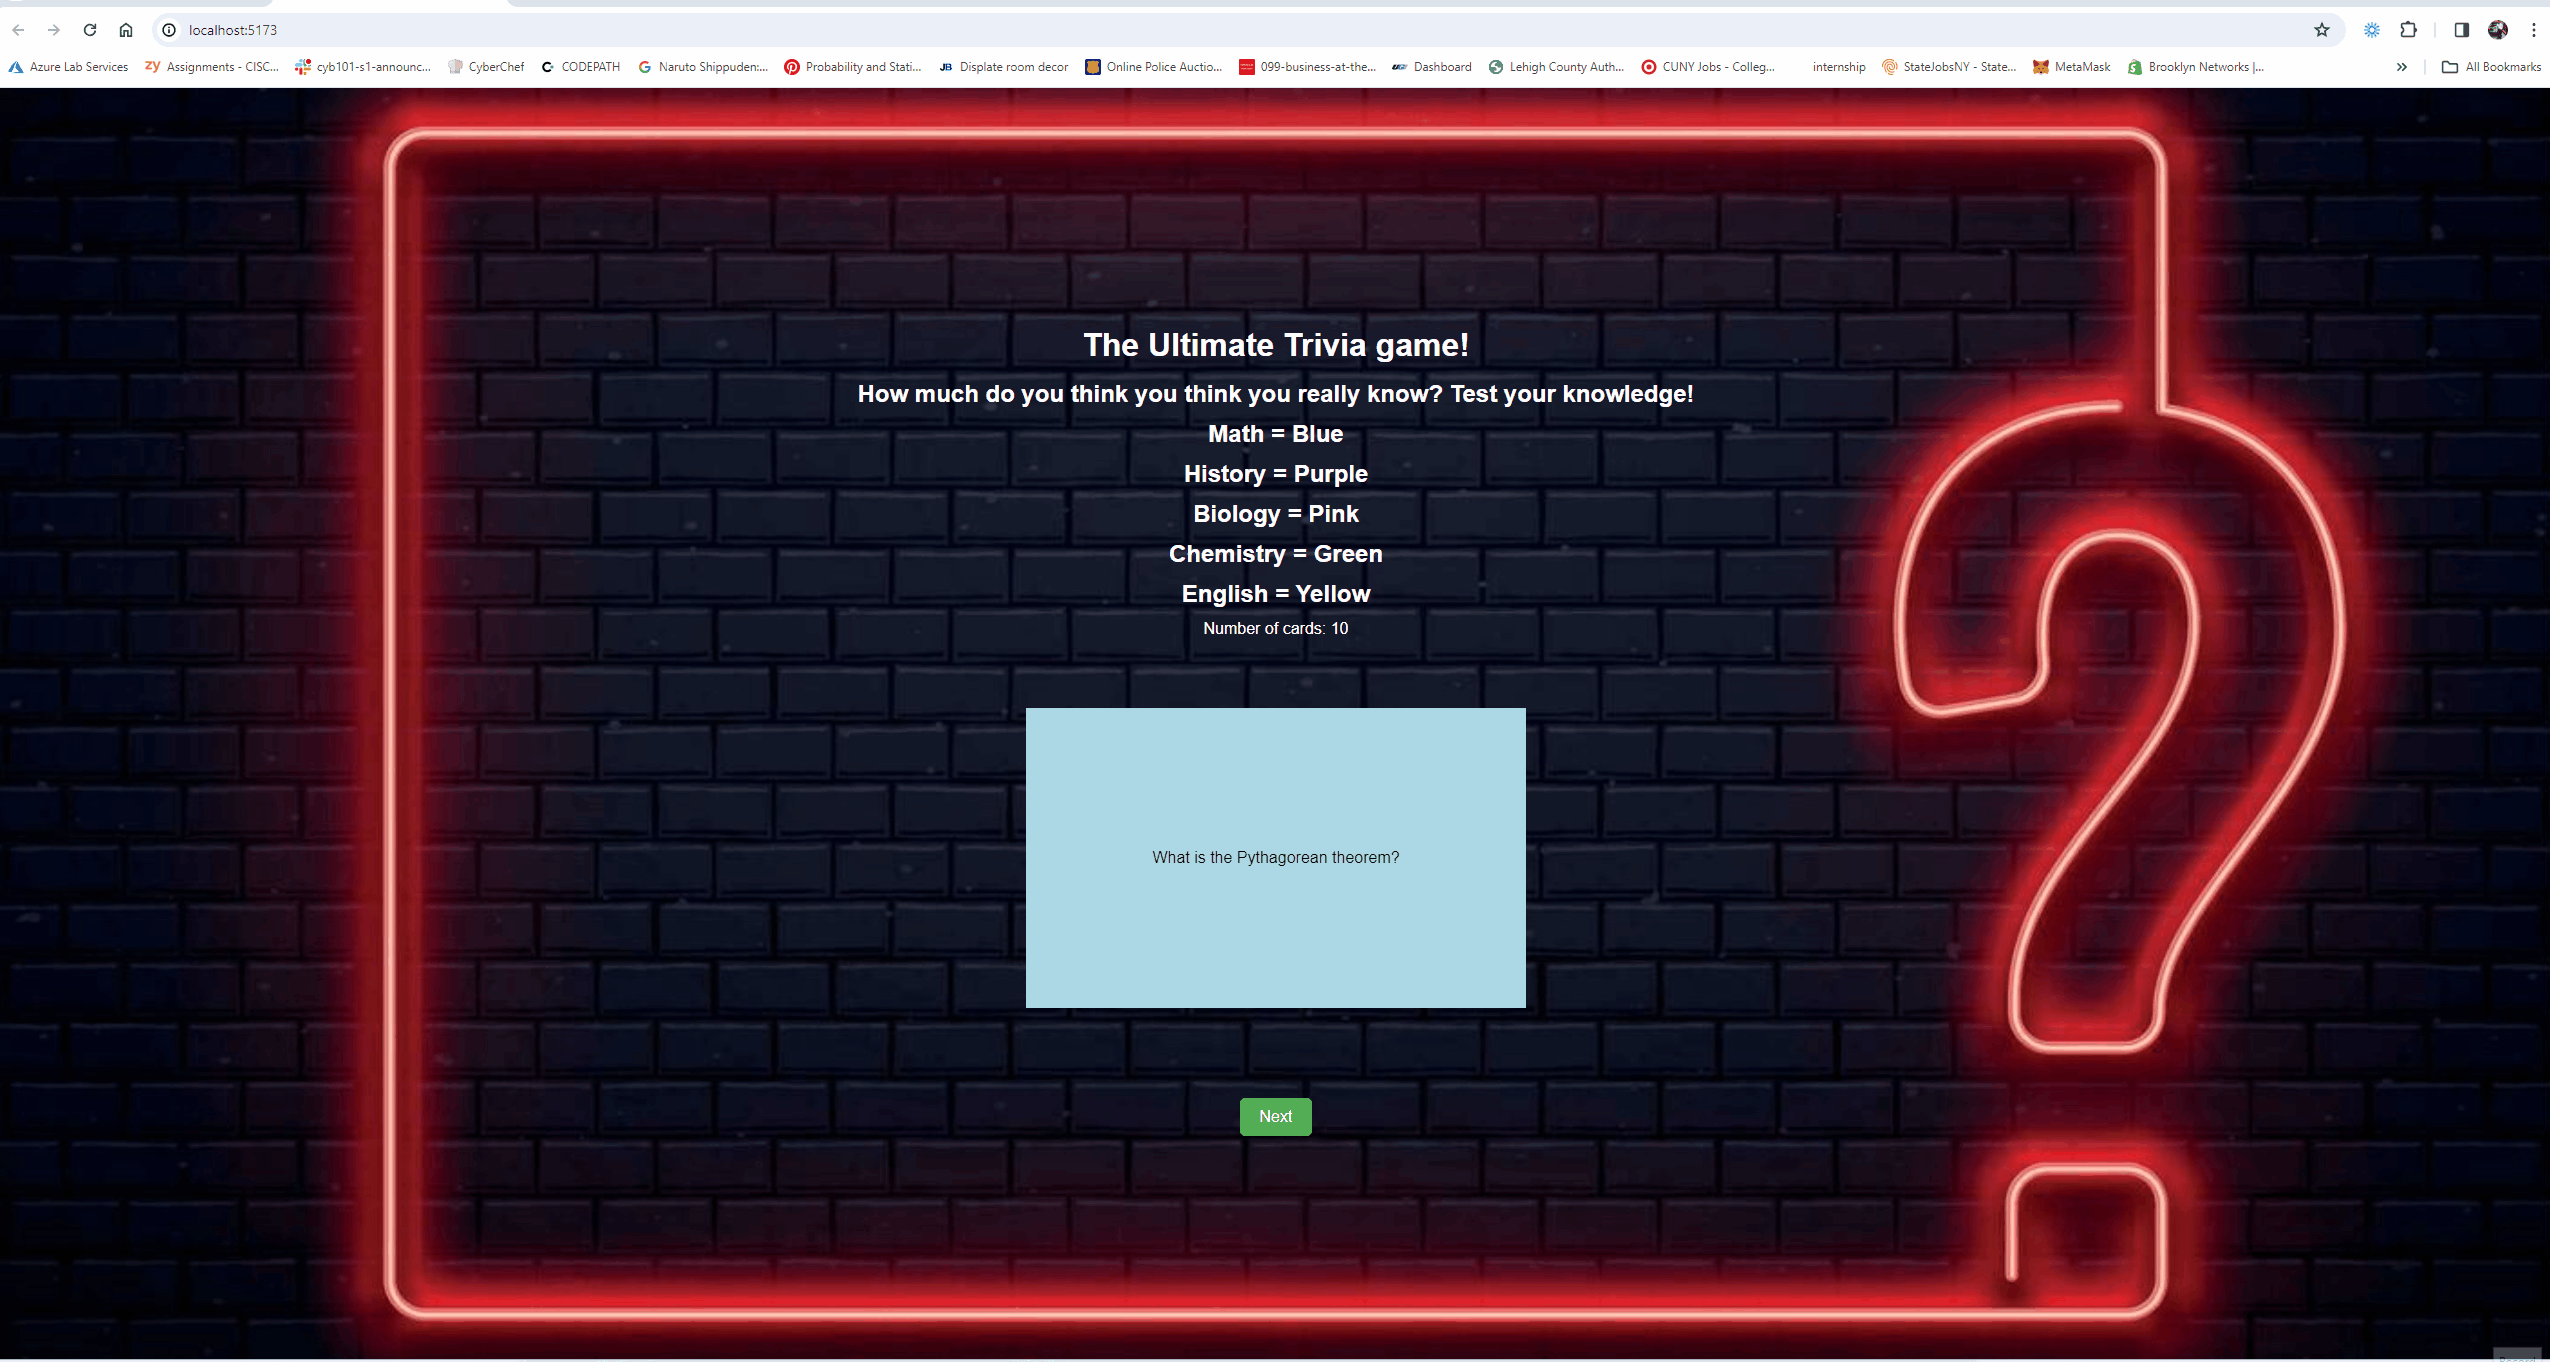 localhost:5173
Azure Lab Services
Assignments - CISC...
cyb101-s1-announc...
CyberChef
CODEPATH
Naruto Shippuden:...
Probability and Stati...
Displate room decor
Online Police Auctio...
099-business-at-the...
Dashboard
Lehigh County Auth...
CUNY Jobs - Colleg...
internship
StateJobsNY - State...
MetaMask
Brooklyn Networks |...
All Bookmarks
The Ultimate Trivia game!
How much do you think you think you really know? Test your knowledge!
Math = Blue
History = Purple
Biology = Pink
Chemistry = Green
English = Yellow
Number of cards: 10
What is the Pythagorean theorem?
Next